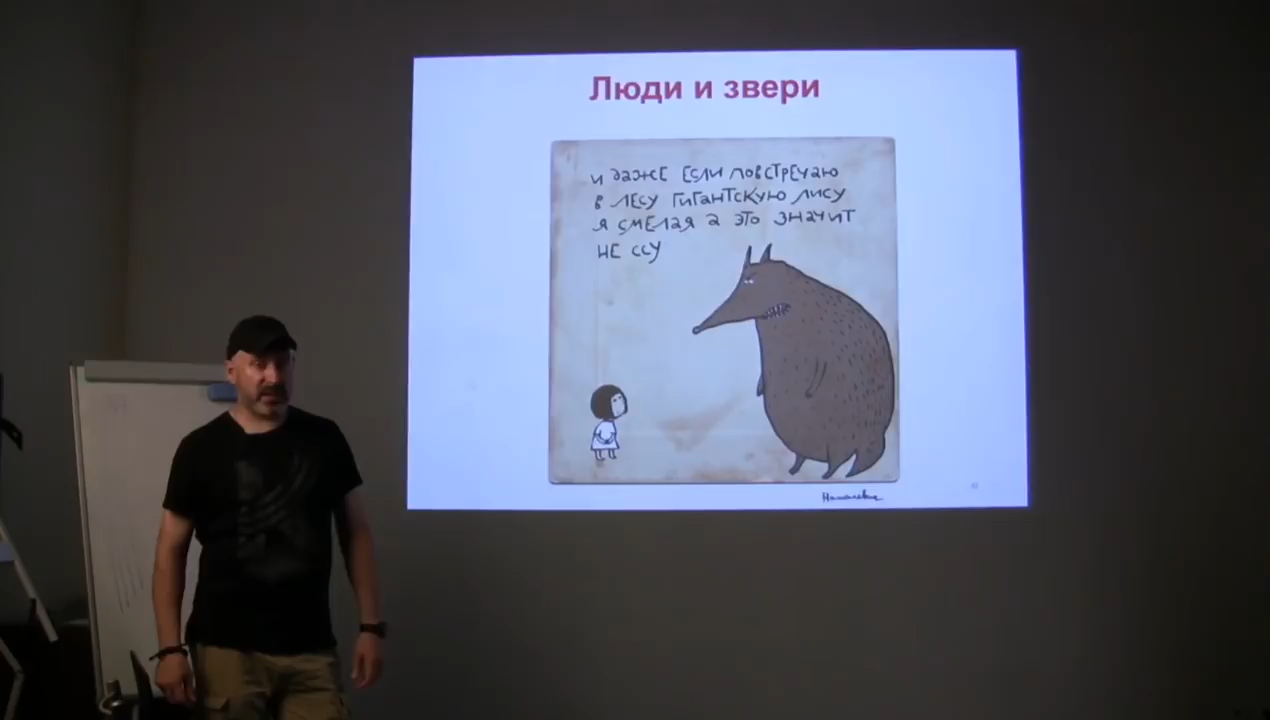 Люди и звери
и даже если повстречаю
в лесу гигантскую лису
я смелая а это значит
не ссу